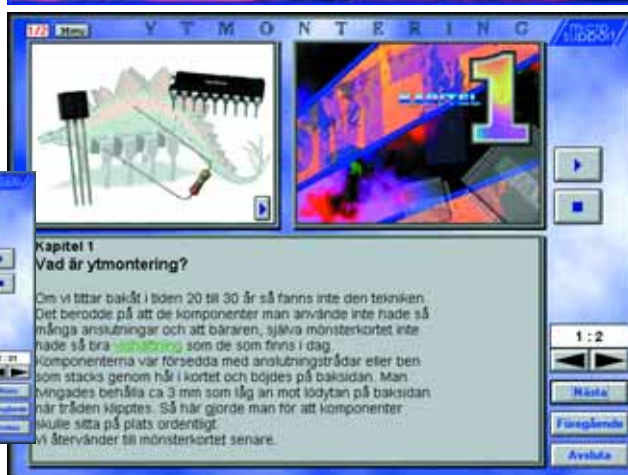 1/2 Menu YTMONTERING micro support
KAPITEL 1
Kapitel 1
Vad är ytmontering?
Om vi tittar bakåt i tiden 20 till 30 år så fanns inte den tekniken.
Det berodde på att de komponenter man använde inte hade så
många anslutningar och att bäraren, själva mönsterkortet inte
hade så bra vidhäftning som de som finns i dag.
Komponenterna var försedda med anslutningstrådar eller ben
som stacks genom hål i kortet och böjdes på baksidan. Man
tvingades behålla ca 3 mm som låg an mot lödytan på baksidan
när tråden klipptes. Så här gjorde man för att komponenter
skulle sitta på plats ordentligt.
Vi återvänder till mönsterkortet senare.
1 : 2
Nästa
Föregående
Avsluta